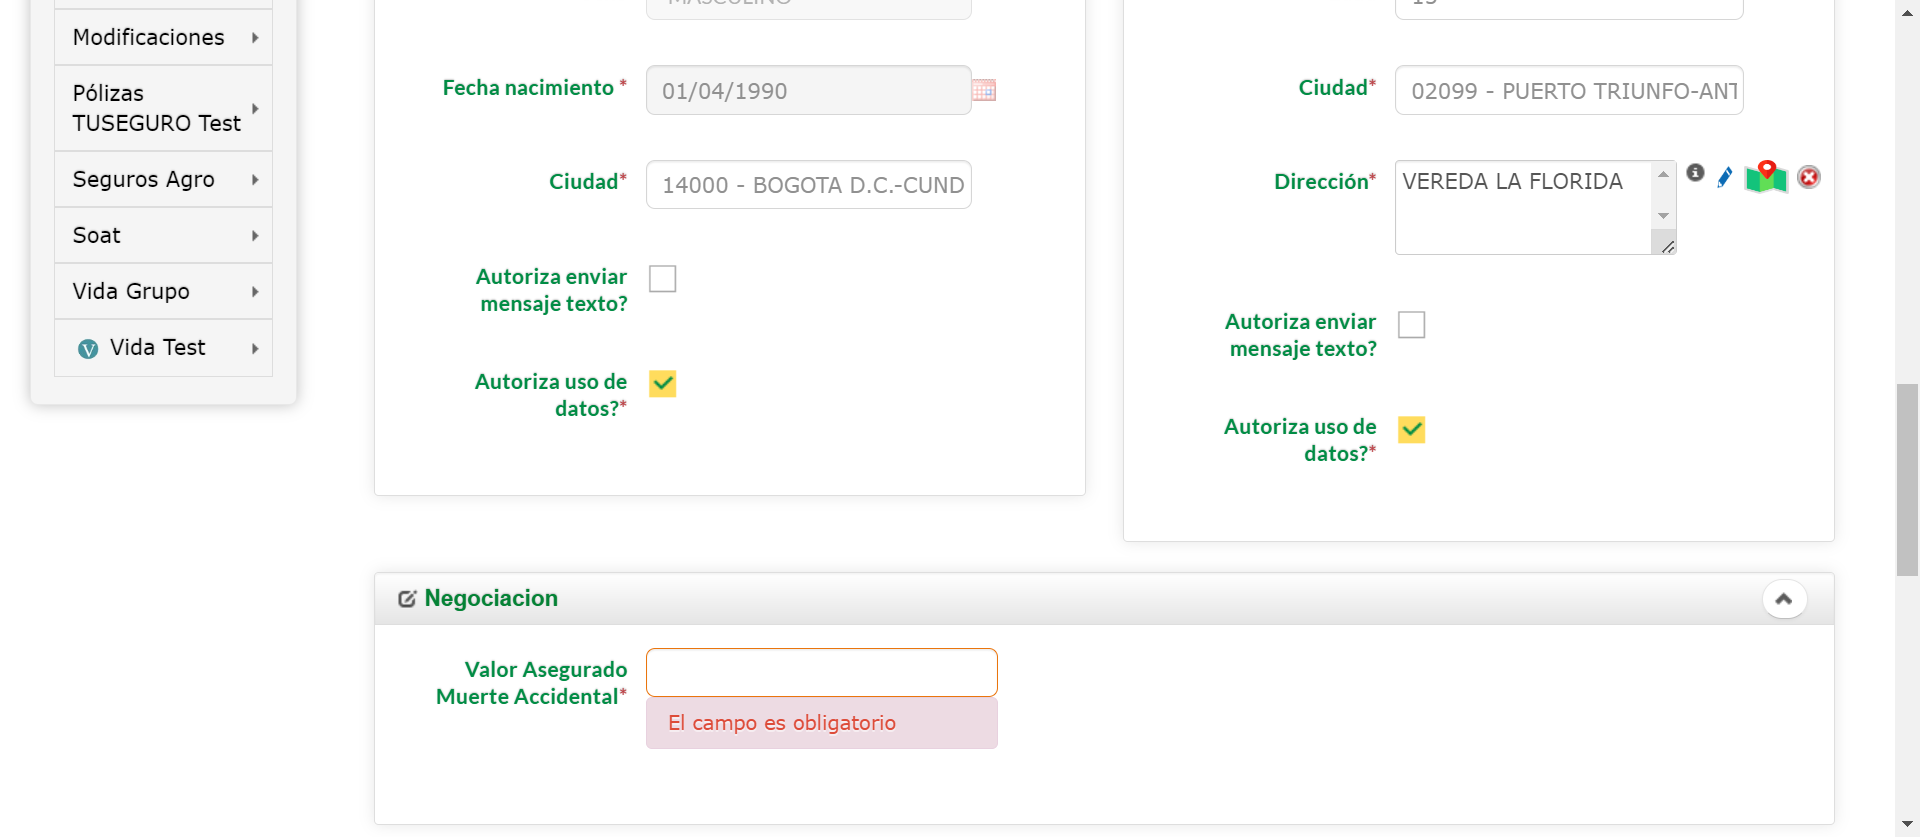 Modificaciones
Pólizas
TUSEGURO Test
Seguros Agro
Soat
Vida Grupo
V Vida Test
MASCULINO
Fecha nacimiento * 01/04/1990
Ciudad* 14000 - BOGOTA D.C.-CUND
Autoriza enviar
mensaje texto?
Autoriza uso de
datos?*
Ciudad* 02099 - PUERTO TRIUNFO-ANT
Dirección* VEREDA LA FLORIDA
Autoriza enviar
mensaje texto?
Autoriza uso de
datos?*
Negociacion
Valor Asegurado
Muerte Accidental*
El campo es obligatorio